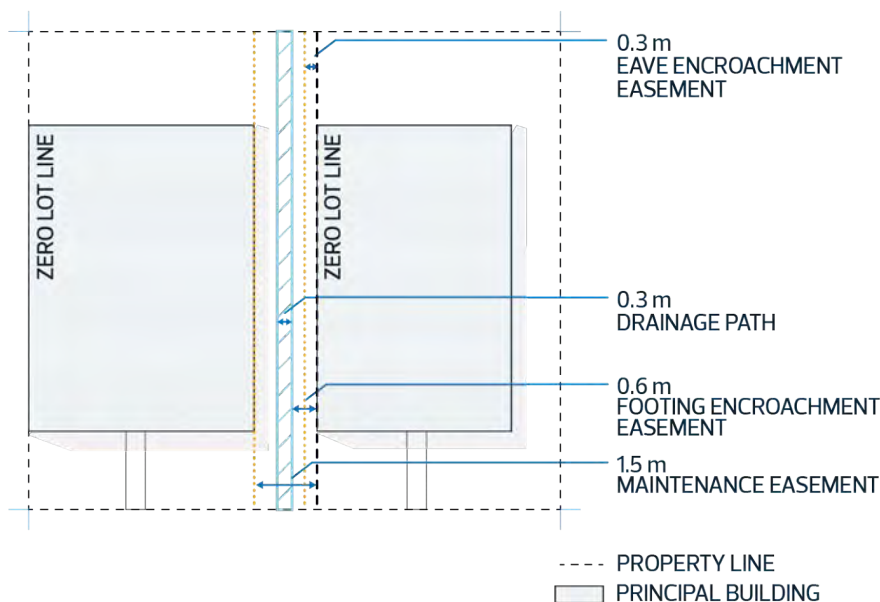 0.3 m
EAVE ENCROACHMENT
EASEMENT
ZERO LOT LINE
ZERO LOT LINE
0.3 m
DRAINAGE PATH
0.6 m
FOOTING ENCROACHMENT
EASEMENT
1.5 m
MAINTENANCE EASEMENT
PROPERTY LINE
PRINCIPAL BUILDING